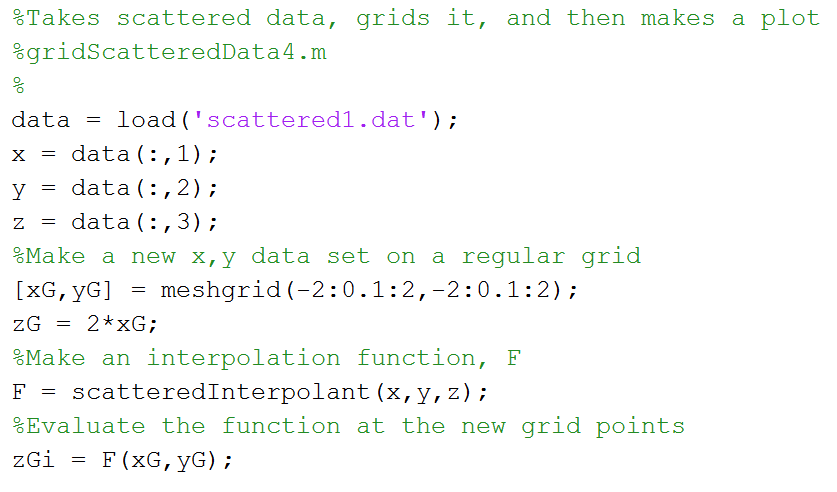 %Takes scattered data, grids it, and then makes a plot
%gridScatteredData4.m
%
data = load('scattered1.dat');
x = data(:,1);
y = data(:,2);
z = data(:,3);
%Make a new x,y data set on a regular grid
[xG,yG] = meshgrid(-2:0.1:2,-2:0.1:2);
zG = 2*xG;
%Make an interpolation function, F
F = scatteredInterpolant(x,y,z);
%Evaluate the function at the new grid points
zGi = F(xG,yG);